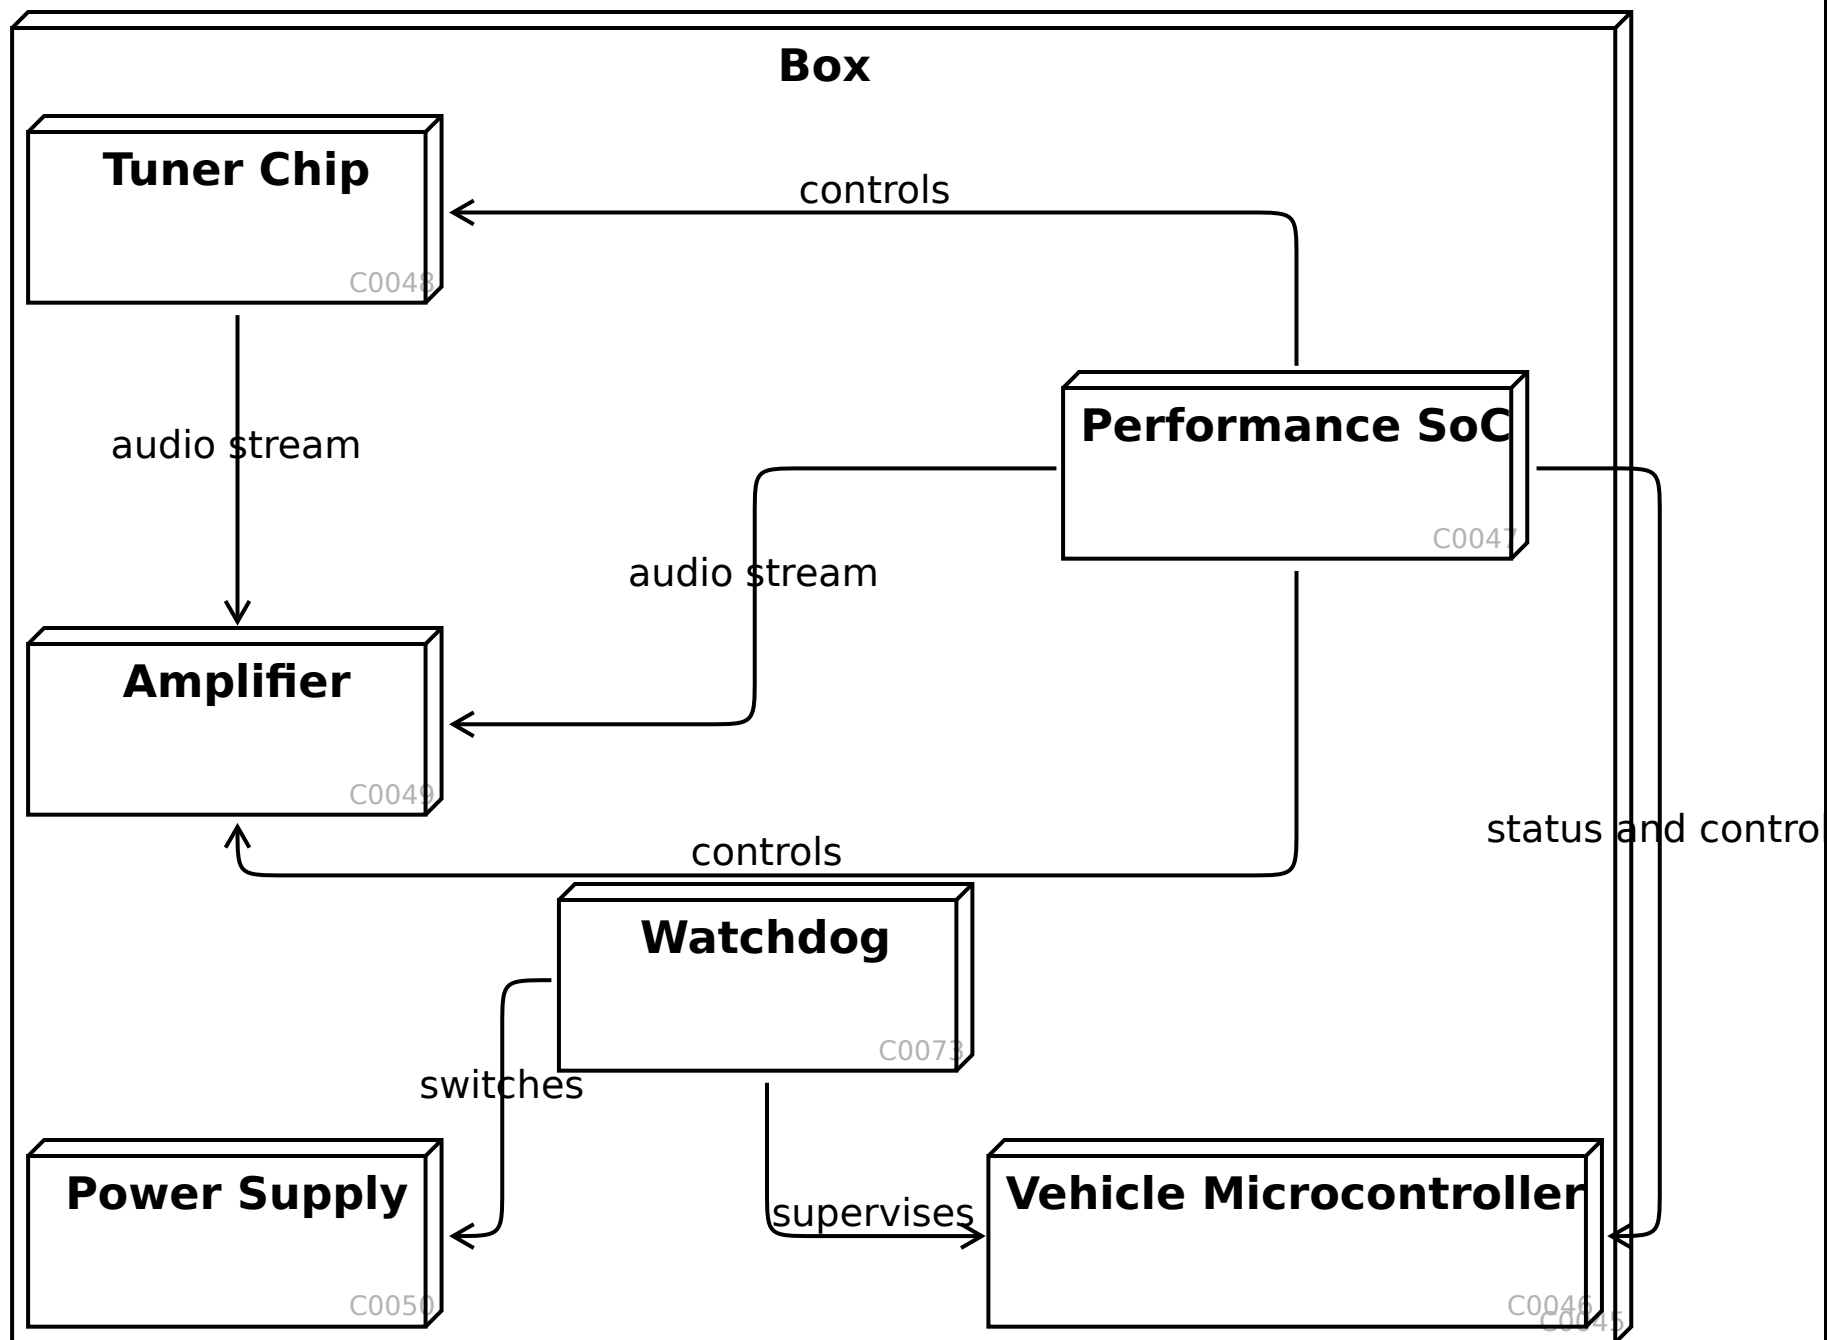 Box
Tuner Chip
controls
C0048
Performance SoC
audio stream
C0047
audio stream
Amplifier
C0049
status and control
controls
Watchdog
C0073
switches
Power Supply
supervises
Vehicle Microcontroller
C0050
C0046
C0045